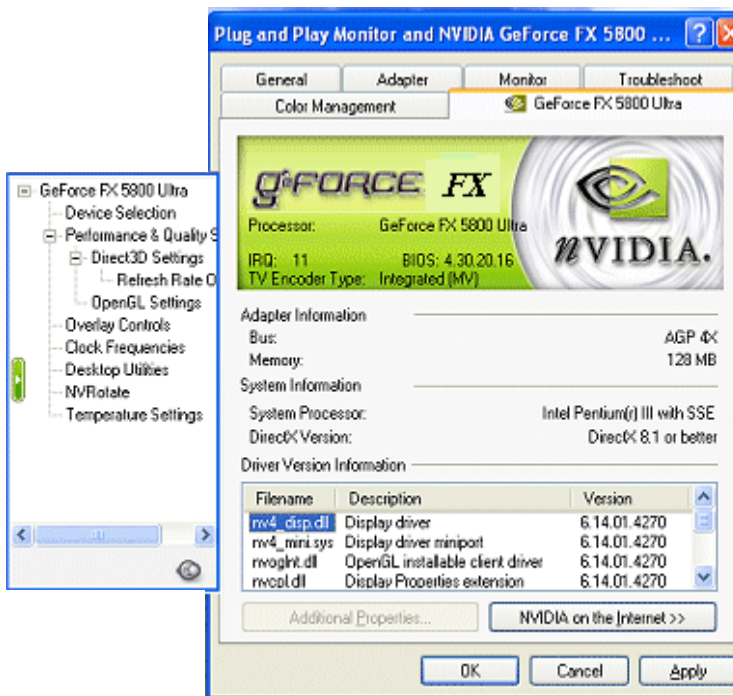 Plug and Play Monitor and NVIDIA GeForce FX 5800 ...
General Adapter Monitor Troubleshoot
Color Management GeForce FX 5800 Ultra
GeFORCE FX
Processor: GeForce FX 5800 Ultra
IRQ: 11 BIOS: 4.30.20.16
TV Encoder Type: Integrated (MV)
nVIDIA.
Adapter Information
Bus: AGP 4X
Memory: 128 MB
System Information
System Processor: Intel Pentium(r) III with SSE
DirectX Version: DirectX 8.1 or better
Driver Version Information
Filename Description Version
nv4_disp.dll Display driver 6.14.01.4270
nv4_mini.sys Display driver miniport 6.14.01.4270
nvoglnt.dll OpenGL installable client driver 6.14.01.4270
nvcpl.dll Display Properties extension 6.14.01.4270
Additional Properties...
NVIDIA on the Internet >>
OK Cancel Apply
GeForce FX 5800 Ultra
Device Selection
Performance & Quality S
Direct3D Settings
Refresh Rate O
OpenGL Settings
Overlay Controls
Clock Frequencies
Desktop Utilities
NVRotate
Temperature Settings